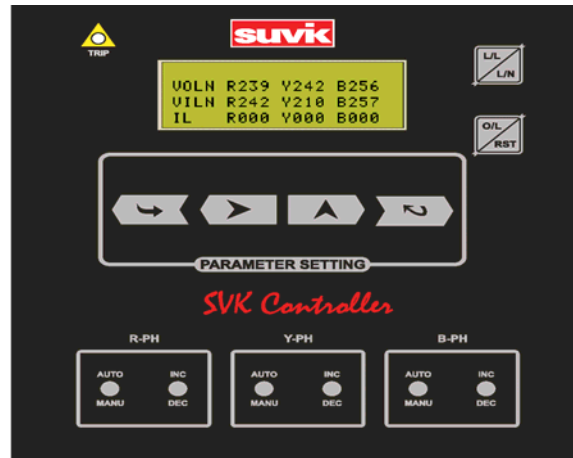 TRIP
suvik
L/L
L/N
VOLN R239 Y242 B256
VILN R242 Y210 B257
IL R000 Y000 B000
O/L
RST
PARAMETER SETTING
SVK Controller
R-PH Y-PH B-PH
AUTO INC AUTO INC AUTO INC
MANU DEC MANU DEC MANU DEC